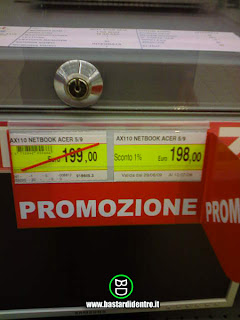 AX110 NETBOOK ACER 8/9
Euro 199,00
AX110 NETBOOK ACER 8/9
Sconto 1% Euro 198,00
PROMOZIONE
PROM
BD
www.bastardidentro.it